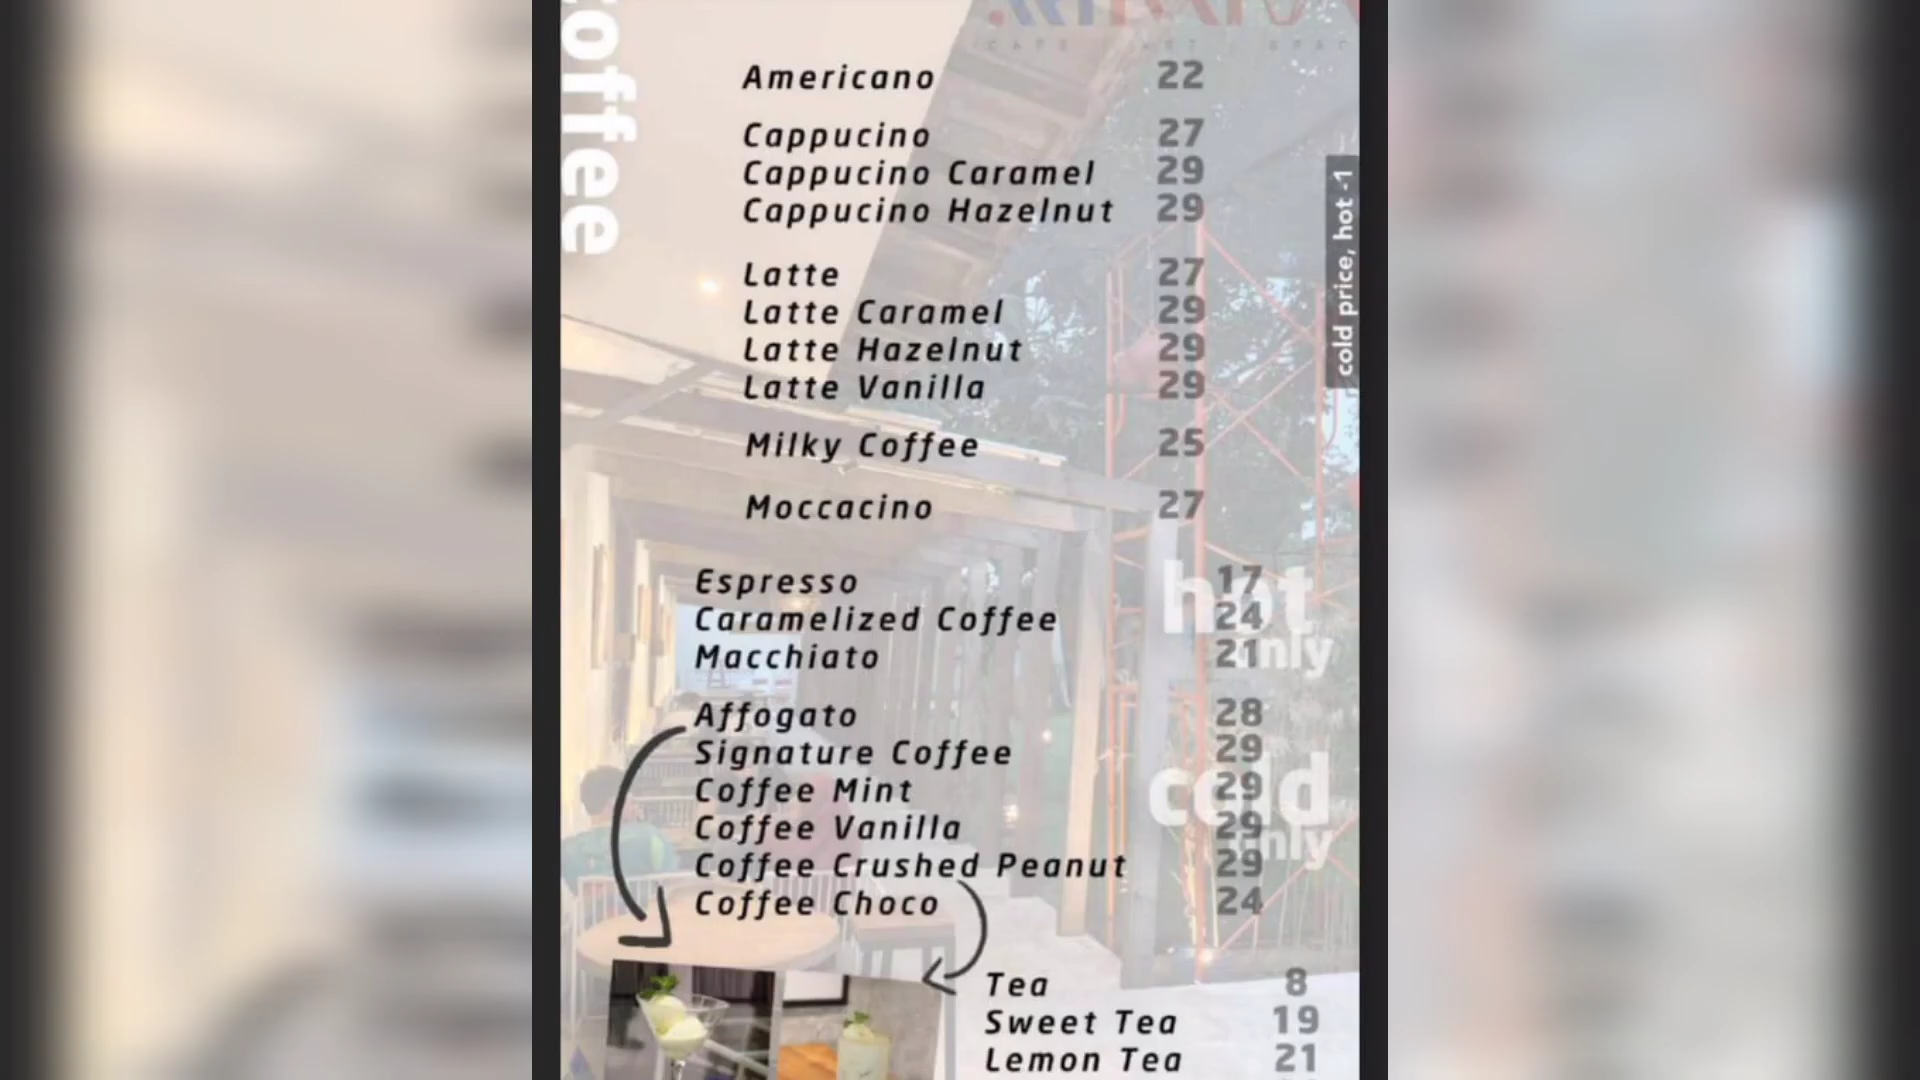 coffee
CAFE ART SPAC
Americano 22
Cappucino 27
Cappucino Caramel 29
Cappucino Hazelnut 29
cold price, hot -1
Latte 27
Latte Caramel 29
Latte Hazelnut 29
Latte Vanilla 29
Milky Coffee 25
Moccacino 27
hot only
Espresso 17
Caramelized Coffee 24
Macchiato 21
cold only
Affogato 28
Signature Coffee 29
Coffee Mint 29
Coffee Vanilla 29
Coffee Crushed Peanut 29
Coffee Choco 24
Tea 8
Sweet Tea 19
Lemon Tea 21